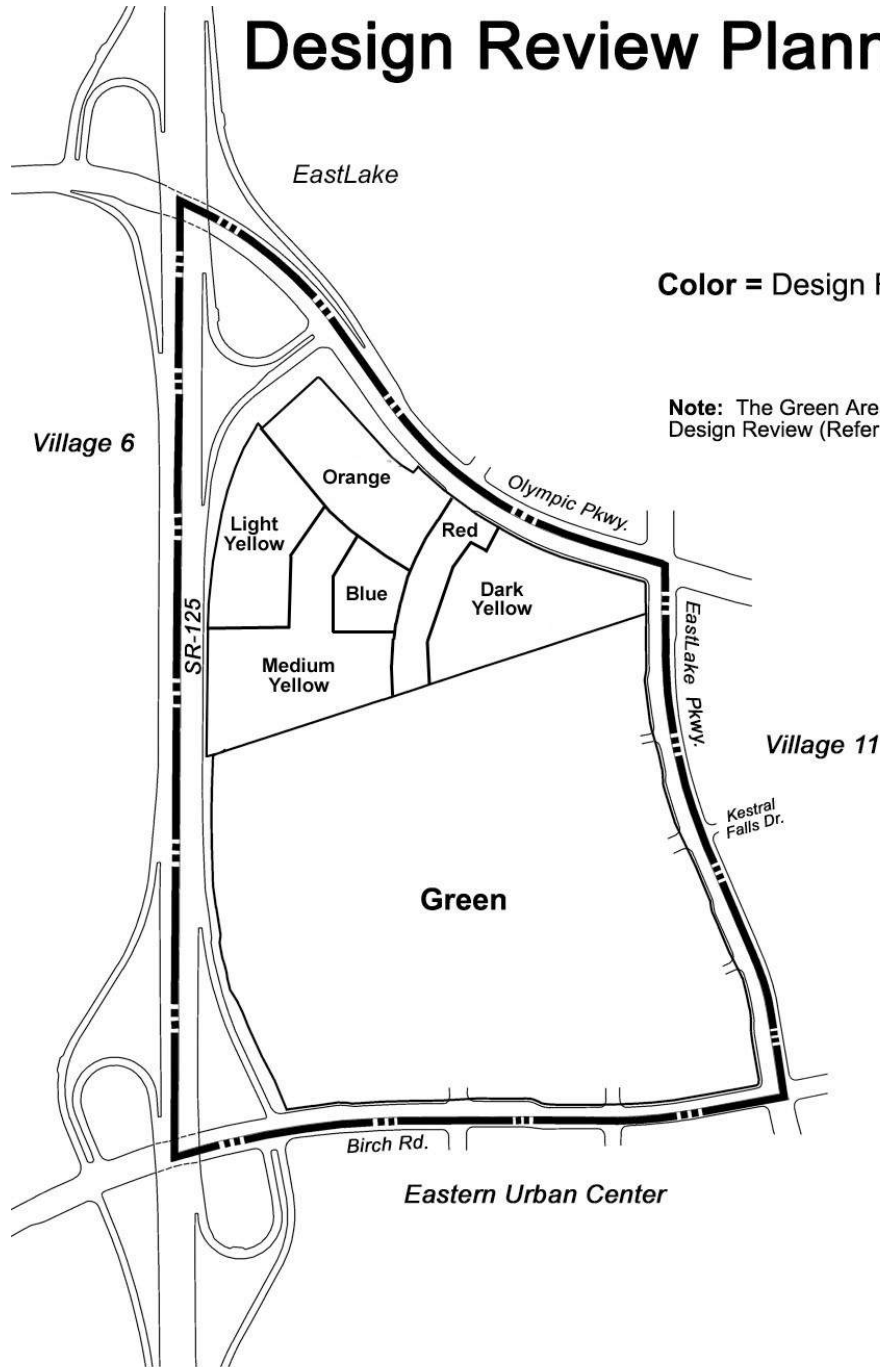 Design Review Plann
EastLake
Color = Design
Note: The Green Are
Design Review (Refer
Village 6
Olympic Pkwy.
Orange
Red
Light
Yellow
Blue
Dark
Yellow
SR-125
EastLake Pkwy.
Medium
Yellow
Village 11
Kestral
Falls Dr.
Green
Birch Rd.
Eastern Urban Center